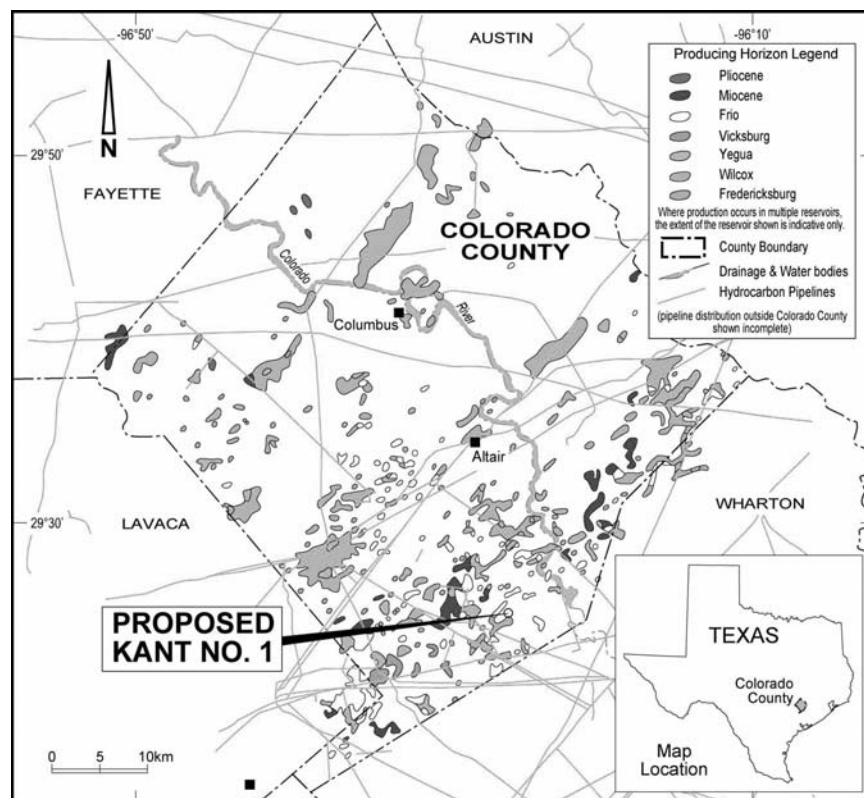 -96°50'
-96°10'
AUSTIN
N
29°50'
FAYETTE
COLORADO
COUNTY
Colorado
River
Columbus
Altair
29°30'
LAVACA
WHARTON
PROPOSED
KANT NO. 1
0
10km
Producing Horizon Legend
Pliocene
Miocene
Frio
Vicksburg
Yegua
Wilcox
Fredericksburg
Where production occurs in multiple reservoirs,
the extent of the reservoir shown is indicative only.
County Boundary
Drainage & Water bodies
Hydrocarbon Pipelines
(pipeline distribution outside Colorado County
shown incomplete)
TEXAS
Colorado
County
Map
Location